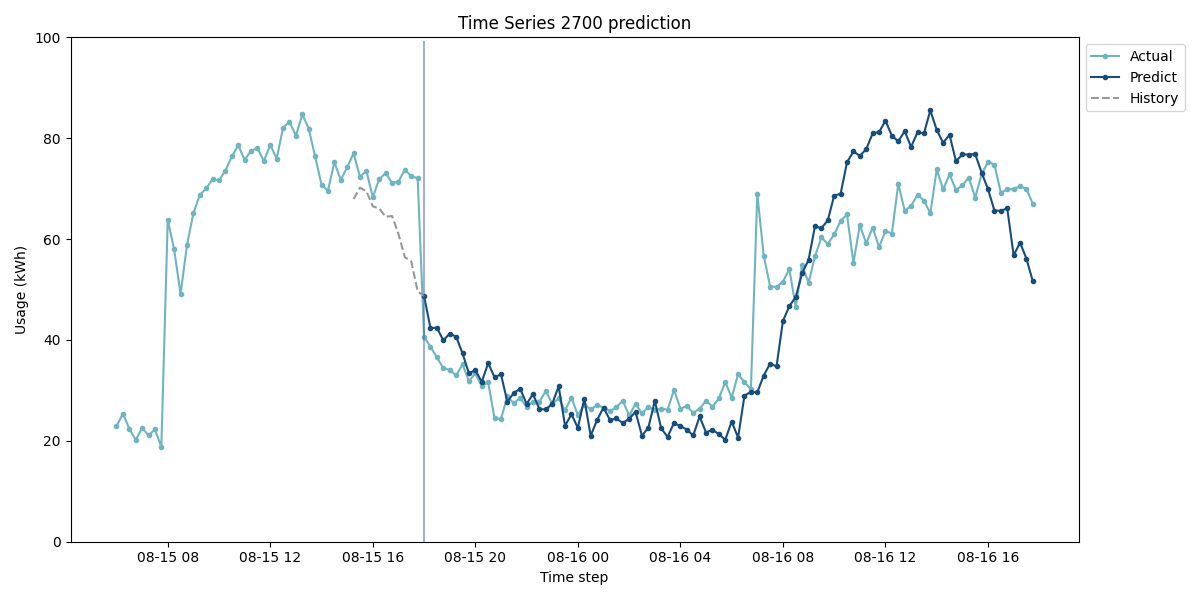 Time Series 2700 prediction
Actual
Predict
History
Usage (kWh)
100
80
60
40
20
0
08-15 08
08-15 12
08-15 16
08-15 20
08-16 00
08-16 04
08-16 08
08-16 12
08-16 16
Time step